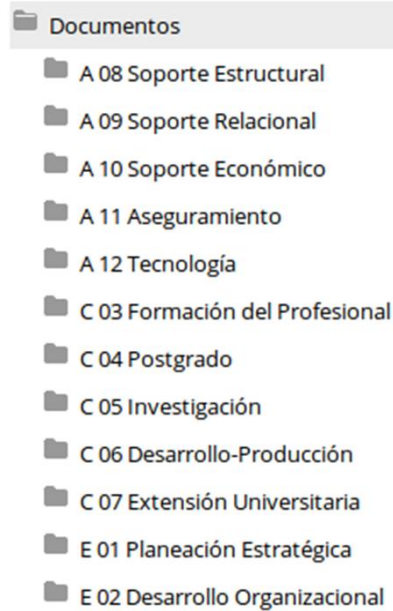 Documentos
A 08 Soporte Estructural
A 09 Soporte Relacional
A 10 Soporte Económico
A 11 Aseguramiento
A 12 Tecnología
C 03 Formación del Profesional
C 04 Postgrado
C 05 Investigación
C 06 Desarrollo-Producción
C 07 Extensión Universitaria
E 01 Planeación Estratégica
E 02 Desarrollo Organizacional